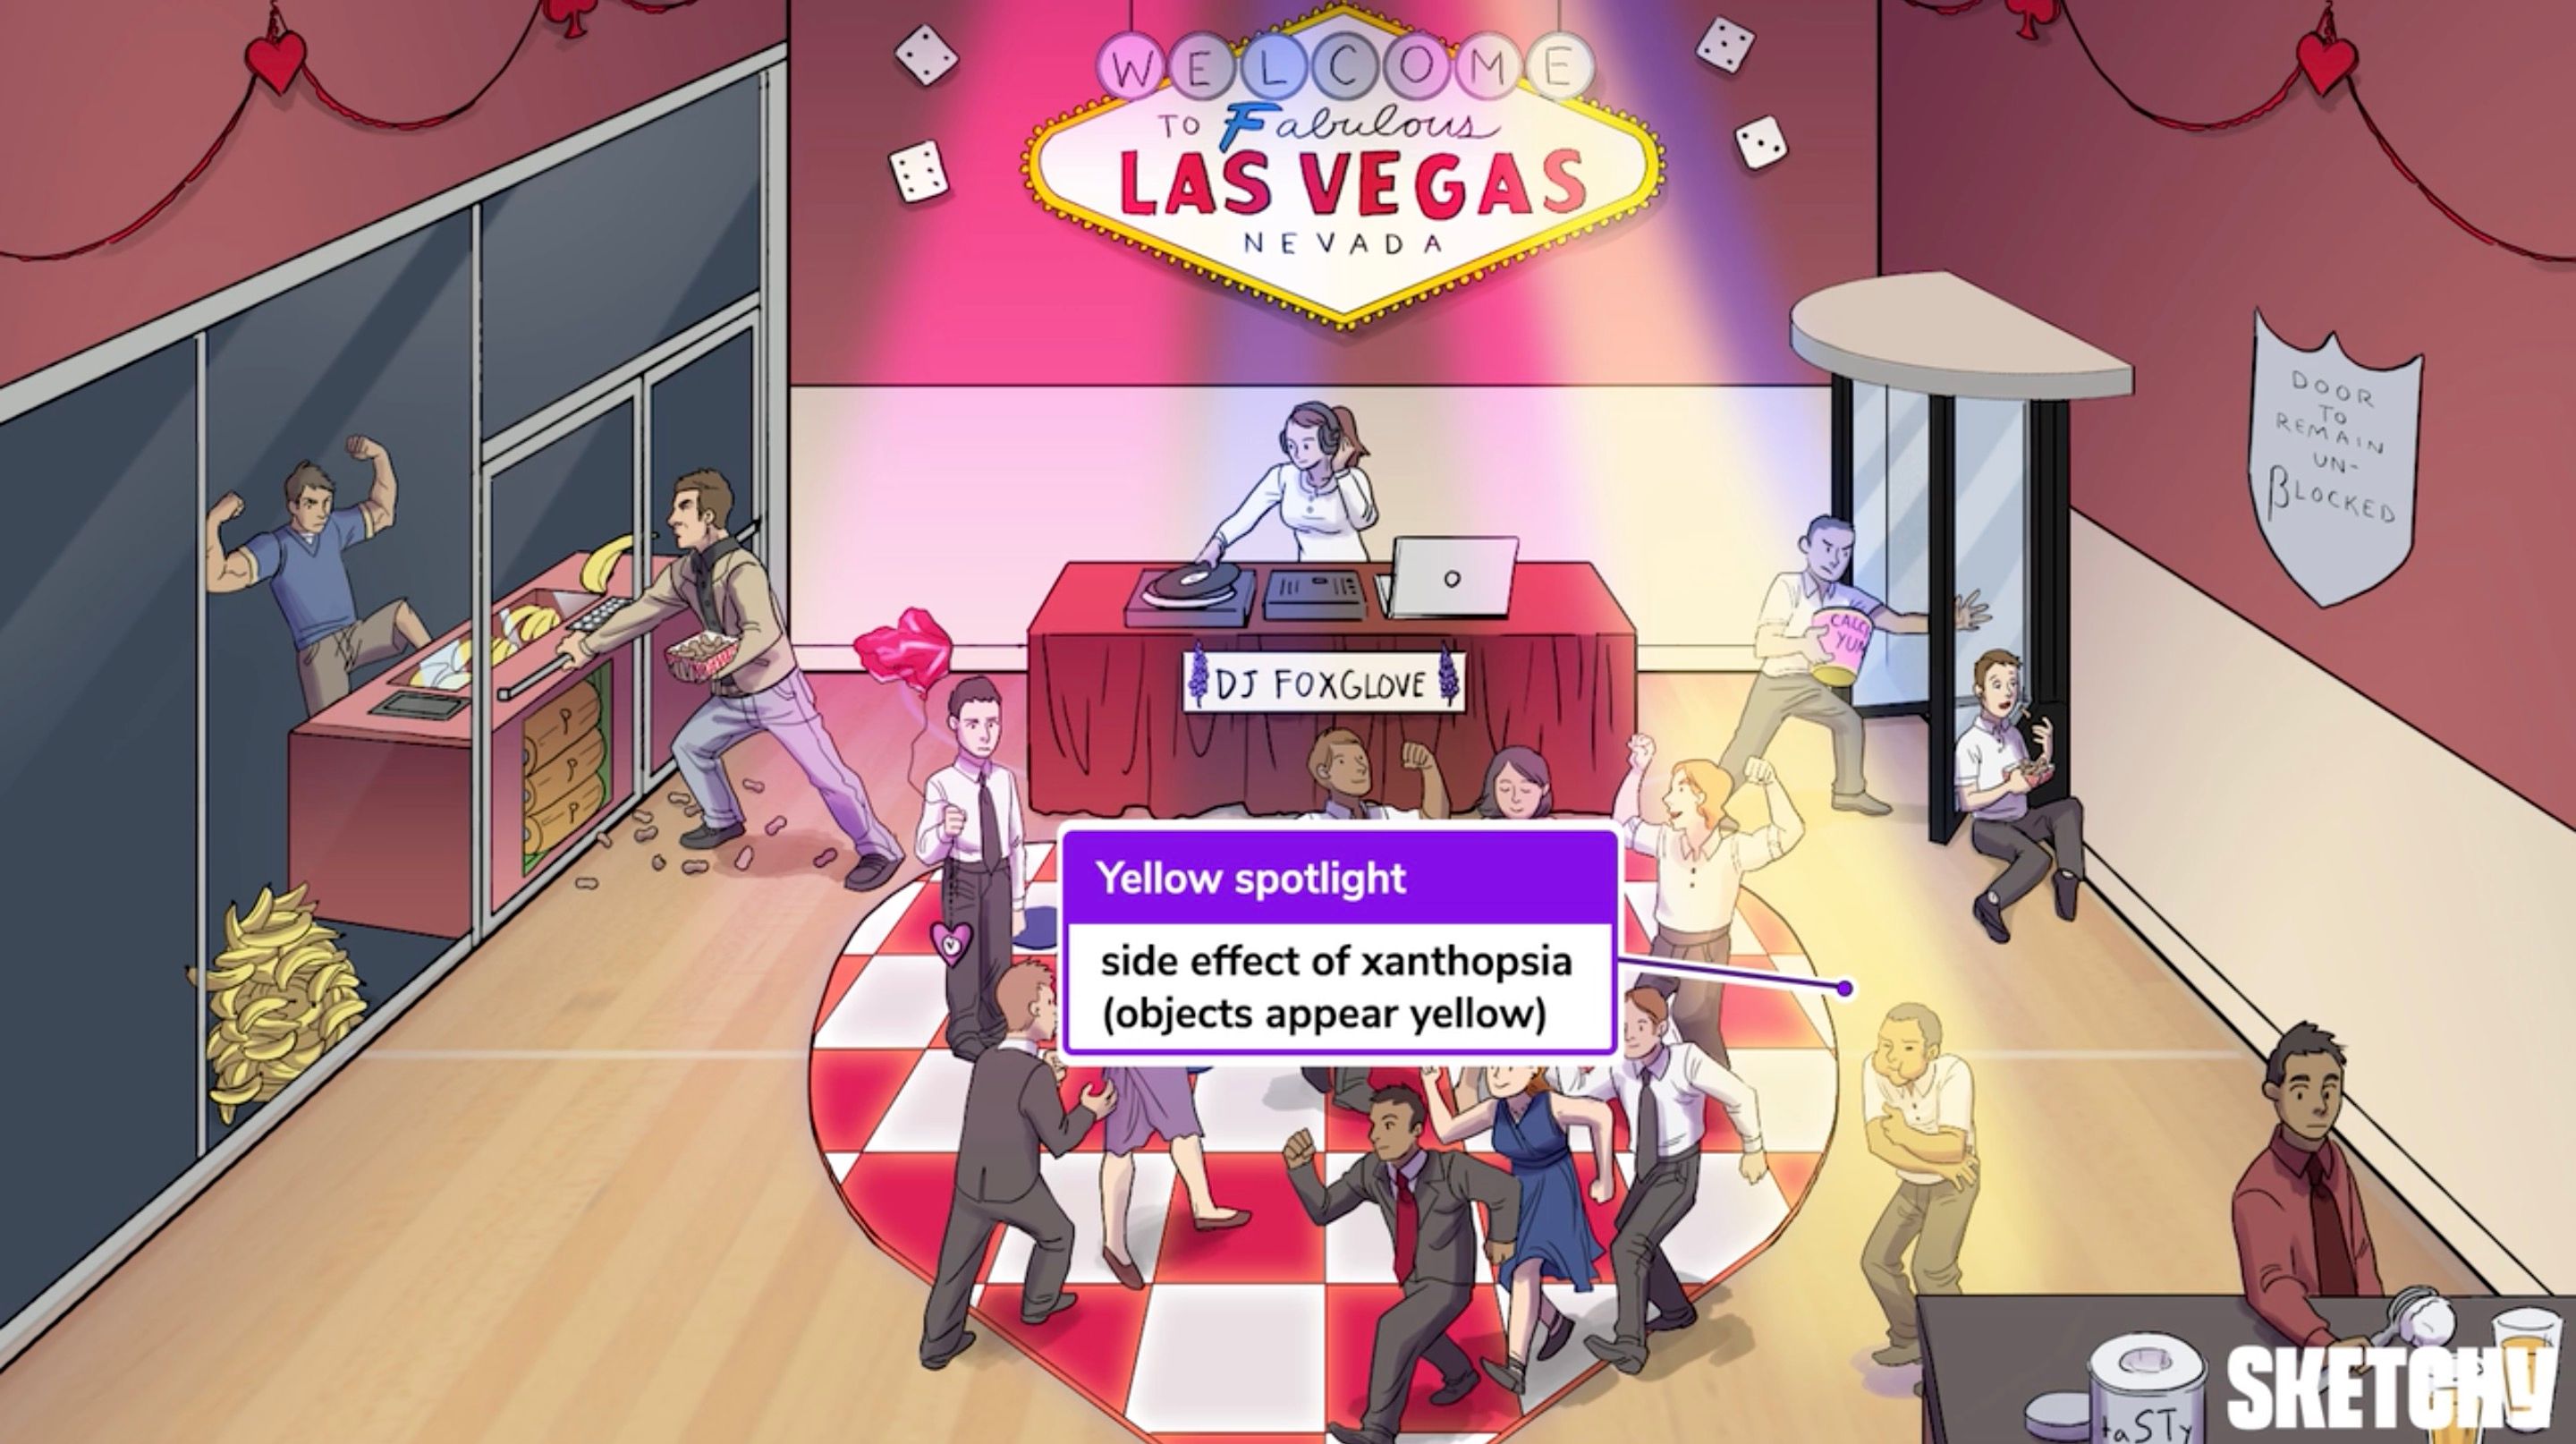 WELCOME
TO Fabulous
LAS VEGAS
NEVADA
DOOR
TO
REMAIN
UN-
βLOCKED
DJ FOXGLOVE
P
P
P
Yellow spotlight
side effect of xanthopsia
(objects appear yellow)
taSTy
SKETCHY